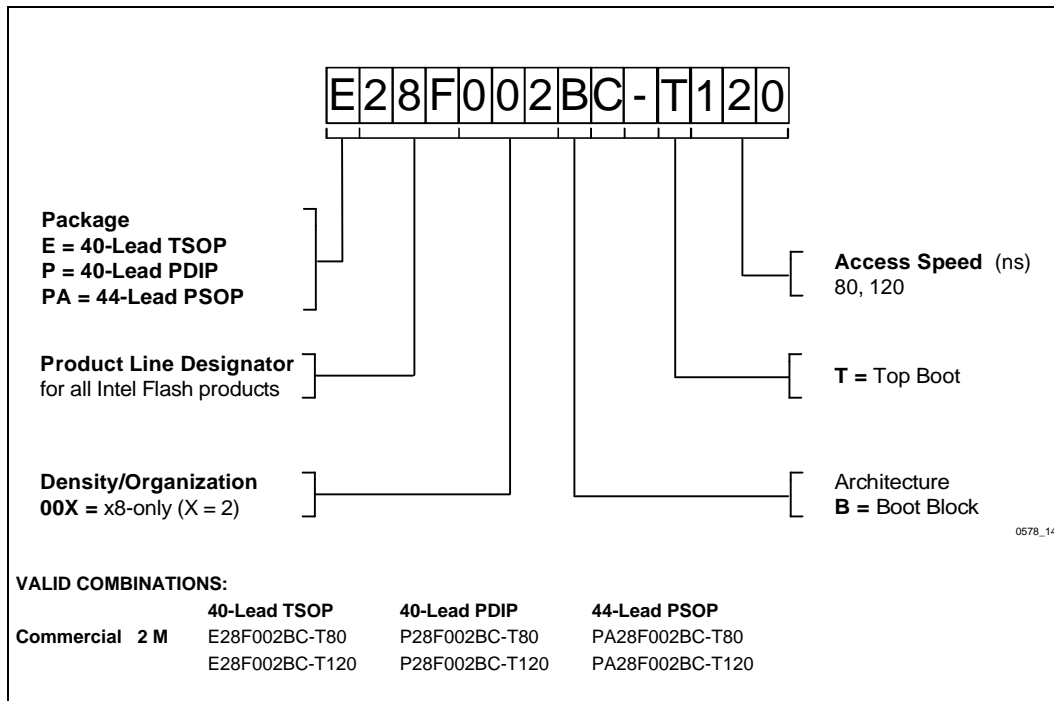 E28F002BC-T120
Package
E = 40-Lead TSOP
P = 40-Lead PDIP
PA = 44-Lead PSOP
Product Line Designator
for all Intel Flash products
Density/Organization
00X = x8-only (X = 2)
Access Speed (ns)
80, 120
T = Top Boot
Architecture
B = Boot Block
0578_14
VALID COMBINATIONS:
40-Lead TSOP 40-Lead PDIP 44-Lead PSOP
Commercial 2 M E28F002BC-T80 P28F002BC-T80 PA28F002BC-T80
E28F002BC-T120 P28F002BC-T120 PA28F002BC-T120